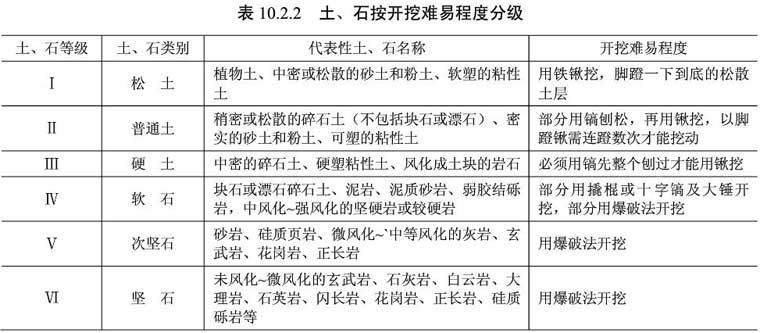 表 10.2.2 土、石按开挖难易程度分级
土、石等级 土、石类别 代表性土、石名称 开挖难易程度
Ⅰ 松 土 植物土、中密或松散的砂土和粉土、软塑的粘性
土 用铁锹挖，脚蹬一下到底的松散
土层
Ⅱ 普通土 稍密或松散的碎石土（不包括块石或漂石）、密
实的砂土和粉土、可塑的粘性土 部分用镐刨松，再用锹挖，以脚
蹬锹需连蹬数次才能挖动
Ⅲ 硬 土 中密的碎石土、硬塑粘性土、风化成土块的岩石 必须用镐先整个刨过才能用锹挖
Ⅳ 软 石 块石或漂石碎石土、泥岩、泥质砂岩、弱胶结砾
岩，中风化~强风化的坚硬岩或较硬岩 部分用撬棍或十字镐及大锤开
挖，部分用爆破法开挖
Ⅴ 次坚石 砂岩、硅质页岩、微风化~`中等风化的灰岩、玄
武岩、花岗岩、正长岩 用爆破法开挖
Ⅵ 坚 石 未风化~微风化的玄武岩、石灰岩、白云岩、大
理岩、石英岩、闪长岩、花岗岩、正长岩、硅质
砾岩等 用爆破法开挖